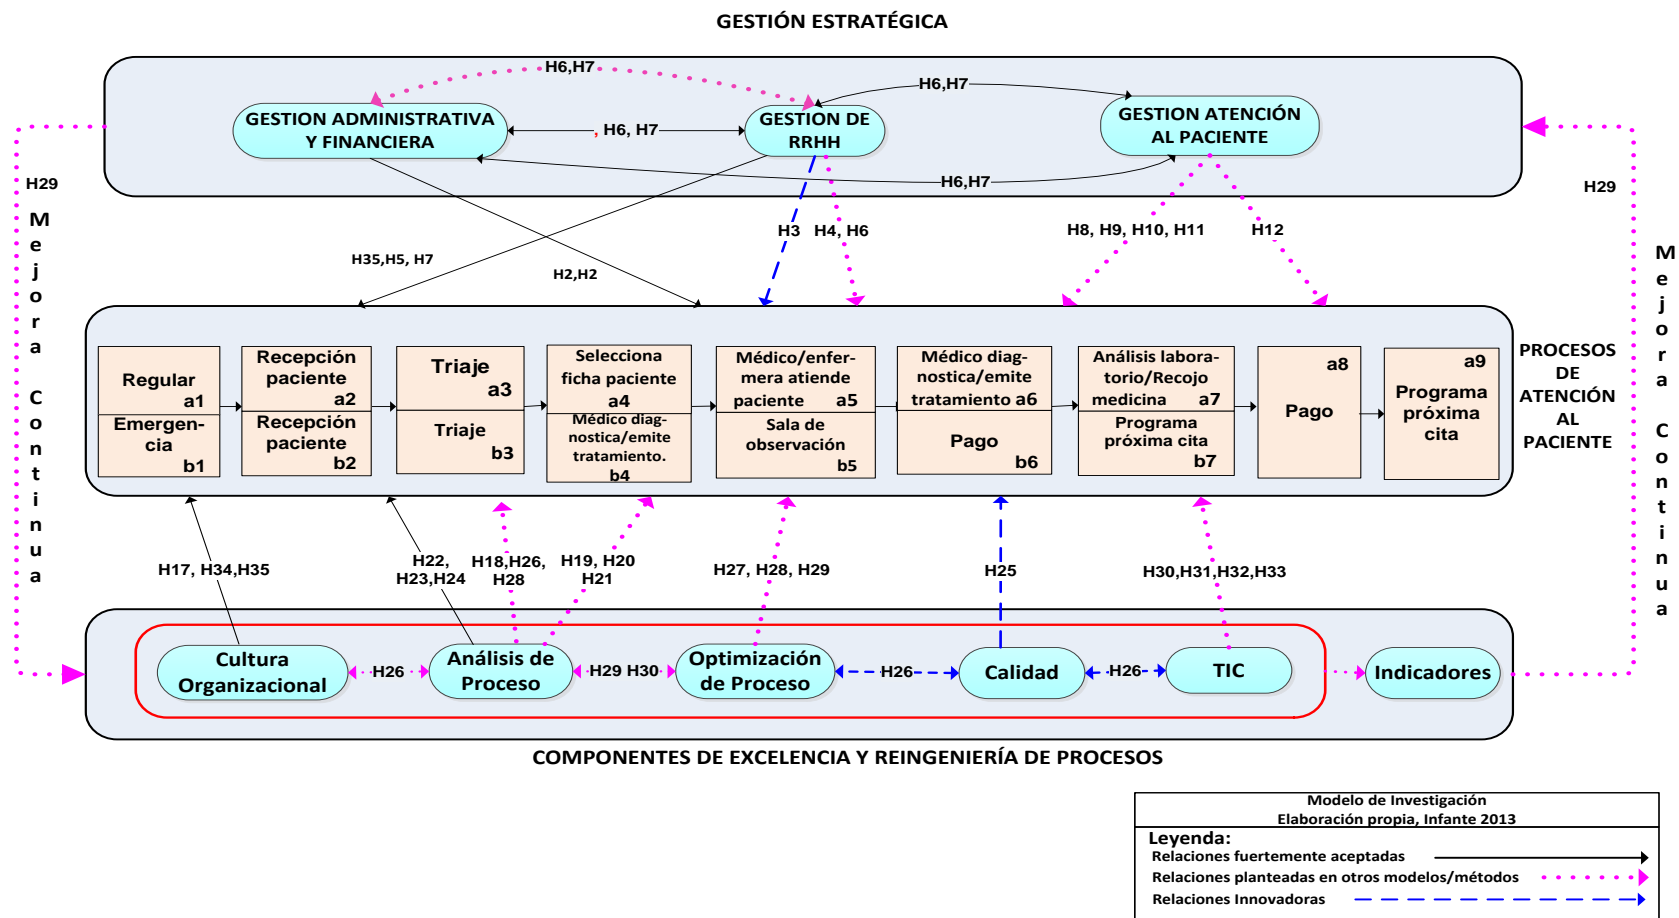 GESTIÓN ESTRATÉGICA
H6,H7
H6,H7
GESTION ADMINISTRATIVA
Y FINANCIERA
, H6, H7
GESTION DE
RRHH
GESTION ATENCIÓN
AL PACIENTE
H6,H7
H29
H29
H3
H4, H6
H8, H9, H10, H11
H12
H35,H5, H7
H2,H2
Mejora Continua
Mejora Continua
Regular
a1
Emergen-
cia
b1
Recepción
paciente
a2
Recepción
paciente
b2
Triaje
a3
Triaje
b3
Selecciona
ficha paciente
a4
Médico diag-
nostica/emite
tratamiento.
b4
Médico/enfer-
mera atiende
paciente a5
Sala de
observación
b5
Médico diag-
nostica/emite
tratamiento a6
Pago
b6
Análisis labora-
torio/Recojo
medicina a7
Programa
próxima cita
b7
a8
Pago
a9
Programa
próxima
cita
PROCESOS
DE
ATENCIÓN
AL
PACIENTE
H17, H34,H35
H22,
H23,H24
H18,H26,
H28
H19, H20
H21
H27, H28, H29
H25
H30,H31,H32,H33
Cultura
Organizacional
H26
Análisis de
Proceso
H29 H30
Optimización
de Proceso
H26
Calidad
H26
TIC
Indicadores
COMPONENTES DE EXCELENCIA Y REINGENIERÍA DE PROCESOS
Modelo de Investigación
Elaboración propia, Infante 2013
Leyenda:
Relaciones fuertemente aceptadas
Relaciones planteadas en otros modelos/métodos
Relaciones Innovadoras